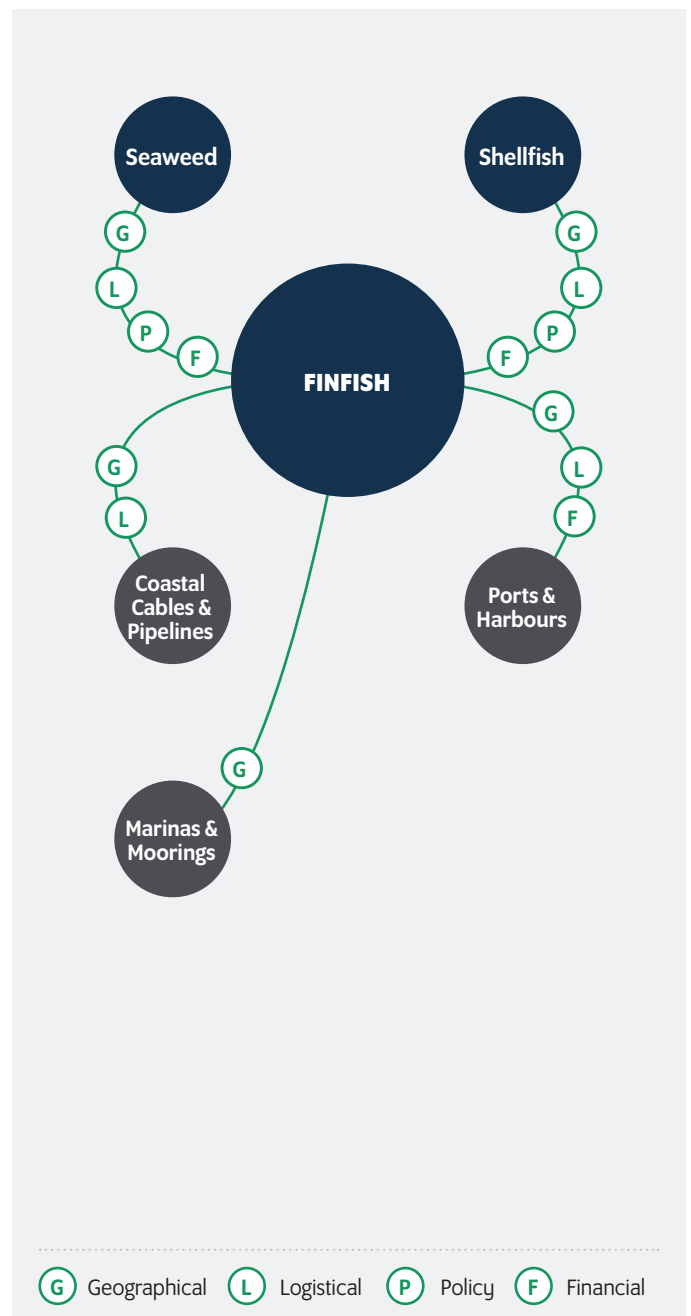 Seaweed
Shellfish
G
L
P
F
G
L
P
F
FINFISH
G
L
G
L
F
Coastal
Cables &
Pipelines
Ports &
Harbours
G
Marinas &
Moorings
G Geographical L Logistical P Policy F Financial